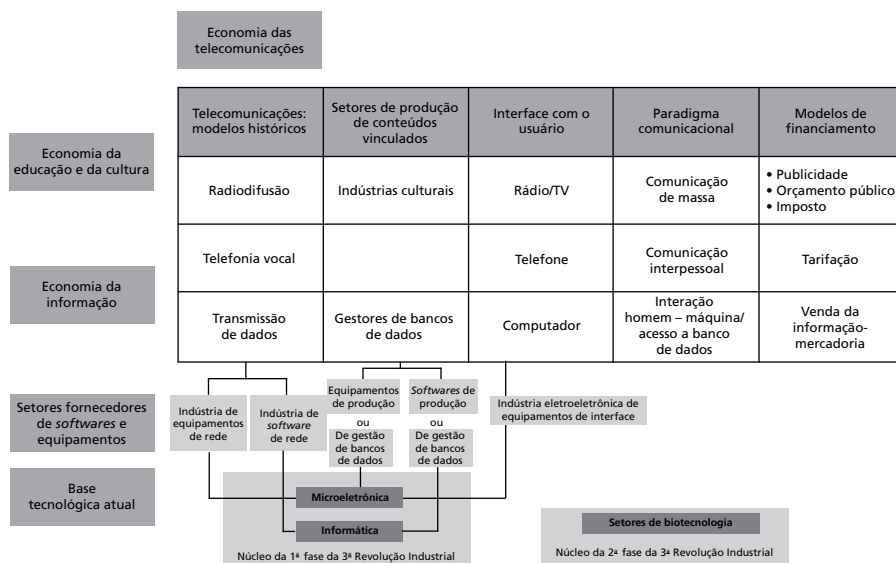 Economia das
telecomunicações
Telecomunicações:
modelos históricos
Setores de produção
de conteúdos
vinculados
Interface com o
usuário
Paradigma
comunicacional
Modelos de
financiamento
Economia da
educação e da cultura
Radiodifusão
Indústrias culturais
Rádio/TV
Comunicação
de massa
• Publicidade
• Orçamento público
• Imposto
Economia da
informação
Telefonia vocal
Telefone
Comunicação
interpessoal
Tarifação
Transmissão
de dados
Gestores de bancos
de dados
Computador
Interação
homem – máquina/
acesso a banco
de dados
Venda da
informação-
mercadoria
Setores fornecedores
de softwares e
equipamentos
Indústria de
equipamentos
de rede
Indústria de
software
de rede
Equipamentos
de produção
ou
De gestão
de bancos
de dados
Softwares de
produção
ou
De gestão
de bancos
de dados
Indústria eletroeletrônica de
equipamentos de interface
Base
tecnológica atual
Microeletrônica
Informática
Núcleo da 1ª fase da 3ª Revolução Industrial
Setores de biotecnologia
Núcleo da 2ª fase da 3ª Revolução Industrial